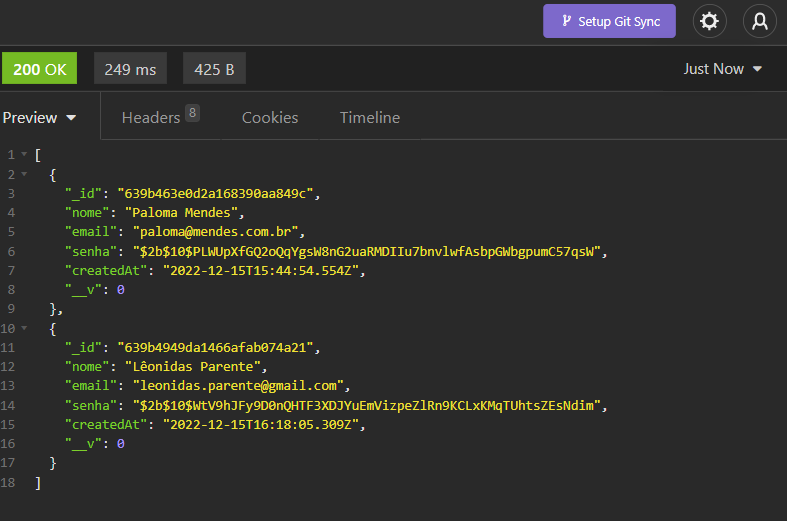 Setup Git Sync
200 OK 249 ms 425 B Just Now
Preview Headers 8 Cookies Timeline
1 [
2 {
3 "_id": "639b463e0d2a168390aa849c",
4 "nome": "Paloma Mendes",
5 "email": "paloma@mendes.com.br",
6 "senha": "$2b$10$PLWUpXfGQ2oQqYgsW8nG2uaRMDIIu7bnvlwfAsbpGWbgpumC57qsW",
7 "createdAt": "2022-12-15T15:44:54.554Z",
8 "__v": 0
9 },
10 {
11 "_id": "639b4949da1466afab074a21",
12 "nome": "Lêonidas Parente",
13 "email": "leonidas.parente@gmail.com",
14 "senha": "$2b$10$WtV9hJFy9D0nQHTF3XDJYuEmVizpeZlRn9KCLxKMqTUhtsZEsNdim",
15 "createdAt": "2022-12-15T16:18:05.309Z",
16 "__v": 0
17 }
18 ]